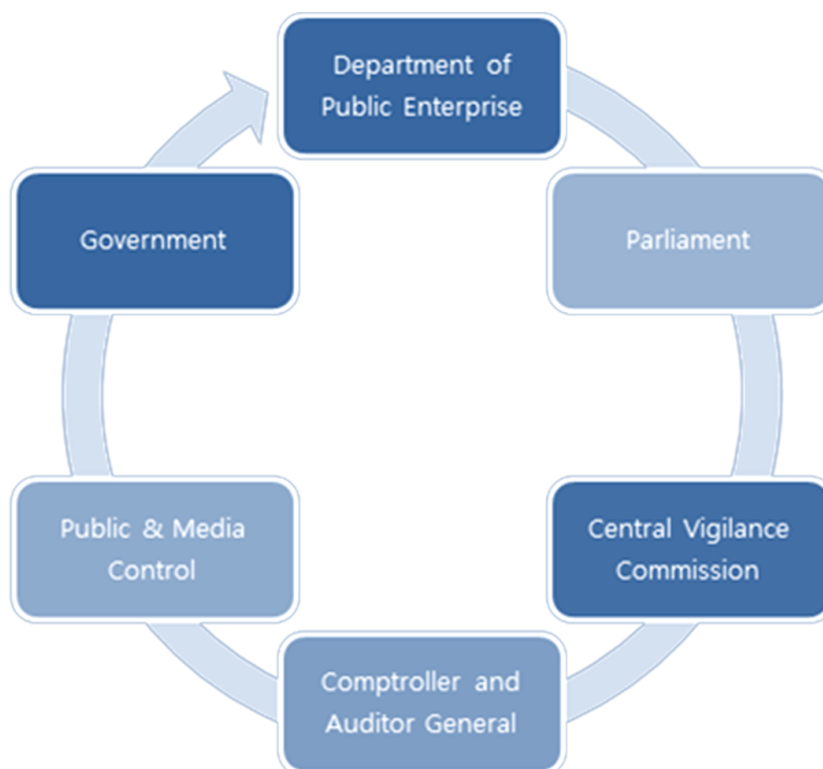 Department of
Public Enterprise
Government
Parliament
Public & Media
Control
Central Vigilance
Commission
Comptroller and
Auditor General